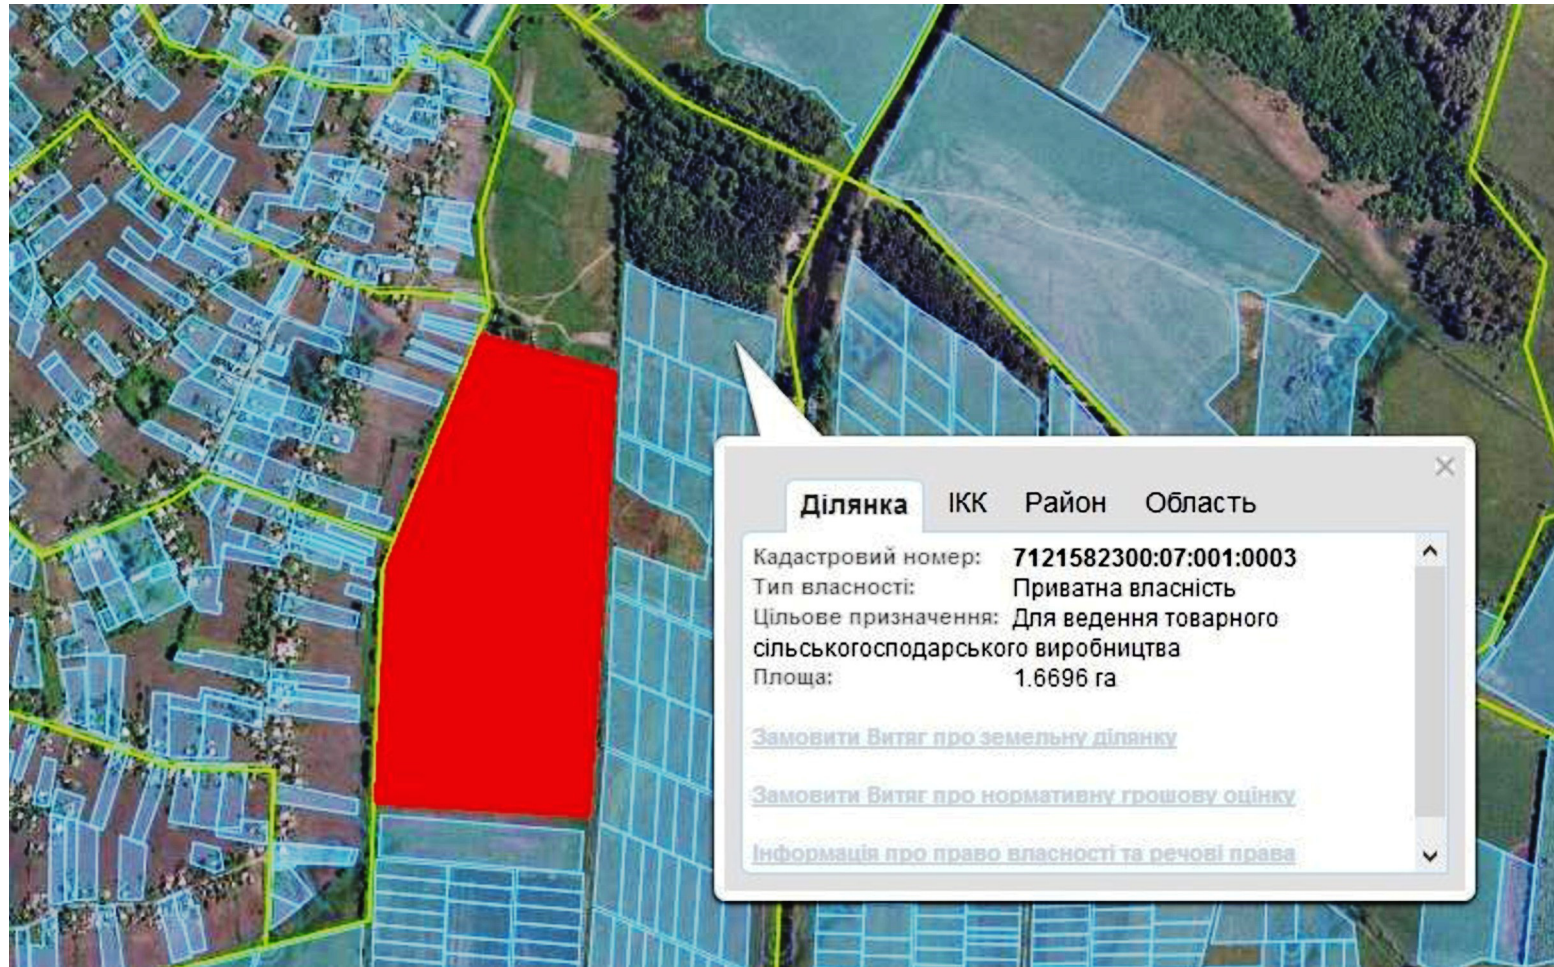 Ділянка ІКК Район Область
Кадастровий номер: 7121582300:07:001:0003
Тип власності: Приватна власність
Цільове призначення: Для ведення товарного
сільськогосподарського виробництва
Площа: 1.6696 га
Замовити Витяг про земельну ділянку
Замовити Витяг про нормативну грошову оцінку
Інформація про право власності та речові права